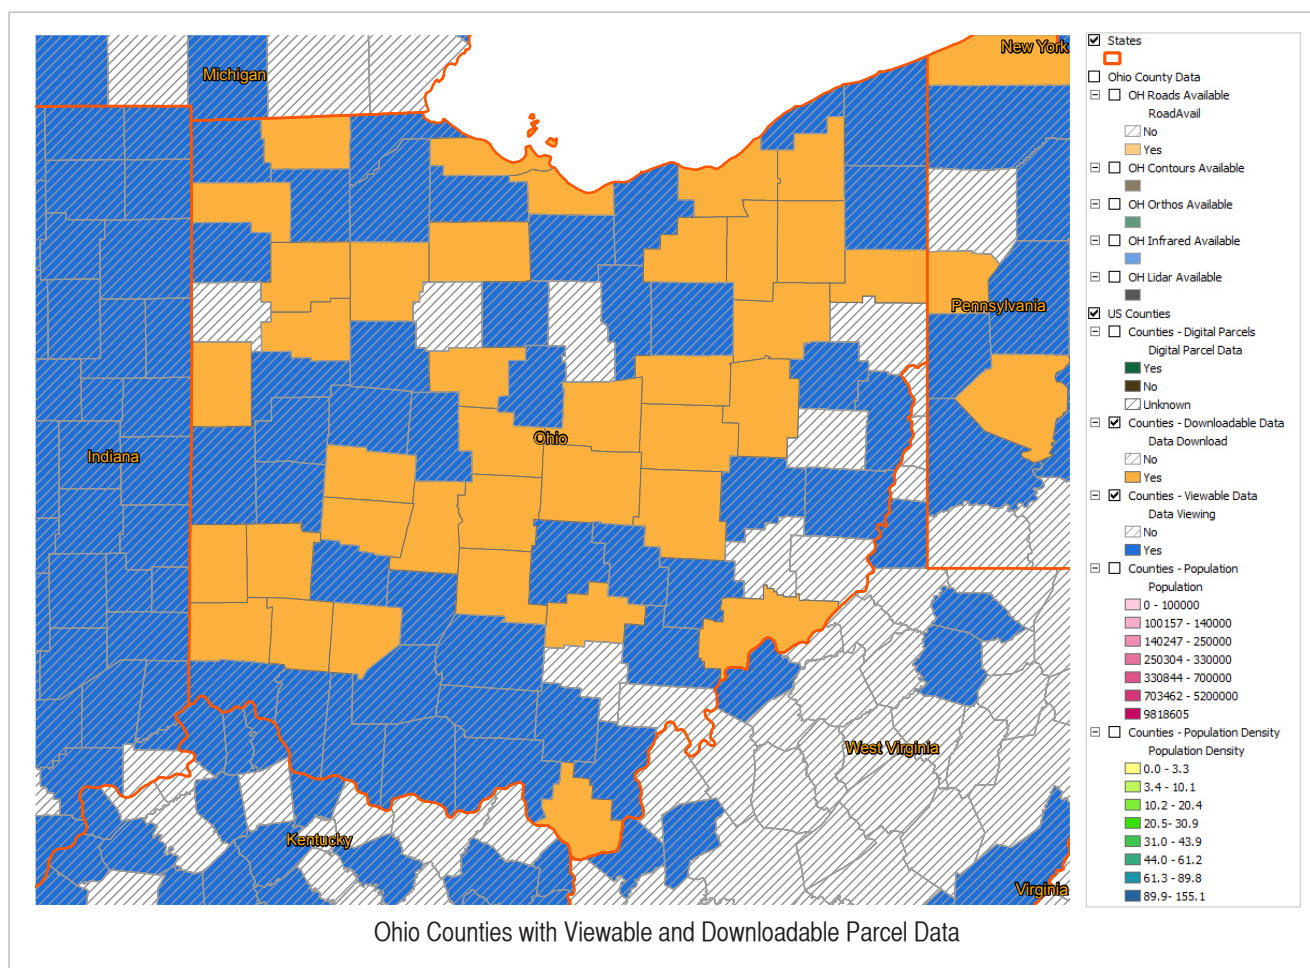 New York
Michigan
Pennsylvania
Ohio
Indiana
West Virginia
Kentucky
Virginia
States
Ohio County Data
OH Roads Available
RoadAvail
No
Yes
OH Contours Available
OH Orthos Available
OH Infrared Available
OH Lidar Available
US Counties
Counties - Digital Parcels
Digital Parcel Data
Yes
No
Unknown
Counties - Downloadable Data
Data Download
No
Yes
Counties - Viewable Data
Data Viewing
No
Yes
Counties - Population
Population
0 - 100000
100157 - 140000
140247 - 250000
250304 - 330000
330844 - 700000
703462 - 5200000
9818605
Counties - Population Density
Population Density
0.0 - 3.3
3.4 - 10.1
10.2 - 20.4
20.5- 30.9
31.0 - 43.9
44.0 - 61.2
61.3 - 89.8
89.9- 155.1
Ohio Counties with Viewable and Downloadable Parcel Data